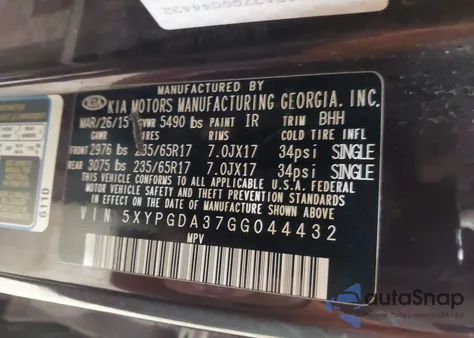 MANUFACTURED BY
KIA KIA MOTORS MANUFACTURING GEORGIA, INC.
MAR/26/15 GVWR 5490 lbs PAINT IR TRIM BHH
GAWR TIRES RIMS COLD TIRE INFL
FRONT 2976 lbs 235/65R17 7.0JX17 34psi SINGLE
REAR 3075 lbs 235/65R17 7.0JX17 34psi SINGLE
THIS VEHICLE CONFORMS TO ALL APPLICABLE U.S.A. FEDERAL
MOTOR VEHICLE SAFETY AND THEFT PREVENTION STANDARDS
IN EFFECT ON THE DATE OF MANUFACTURE SHOWN ABOVE
VIN 5XYPGDA37GG044432
MPV
6110
autaSnap